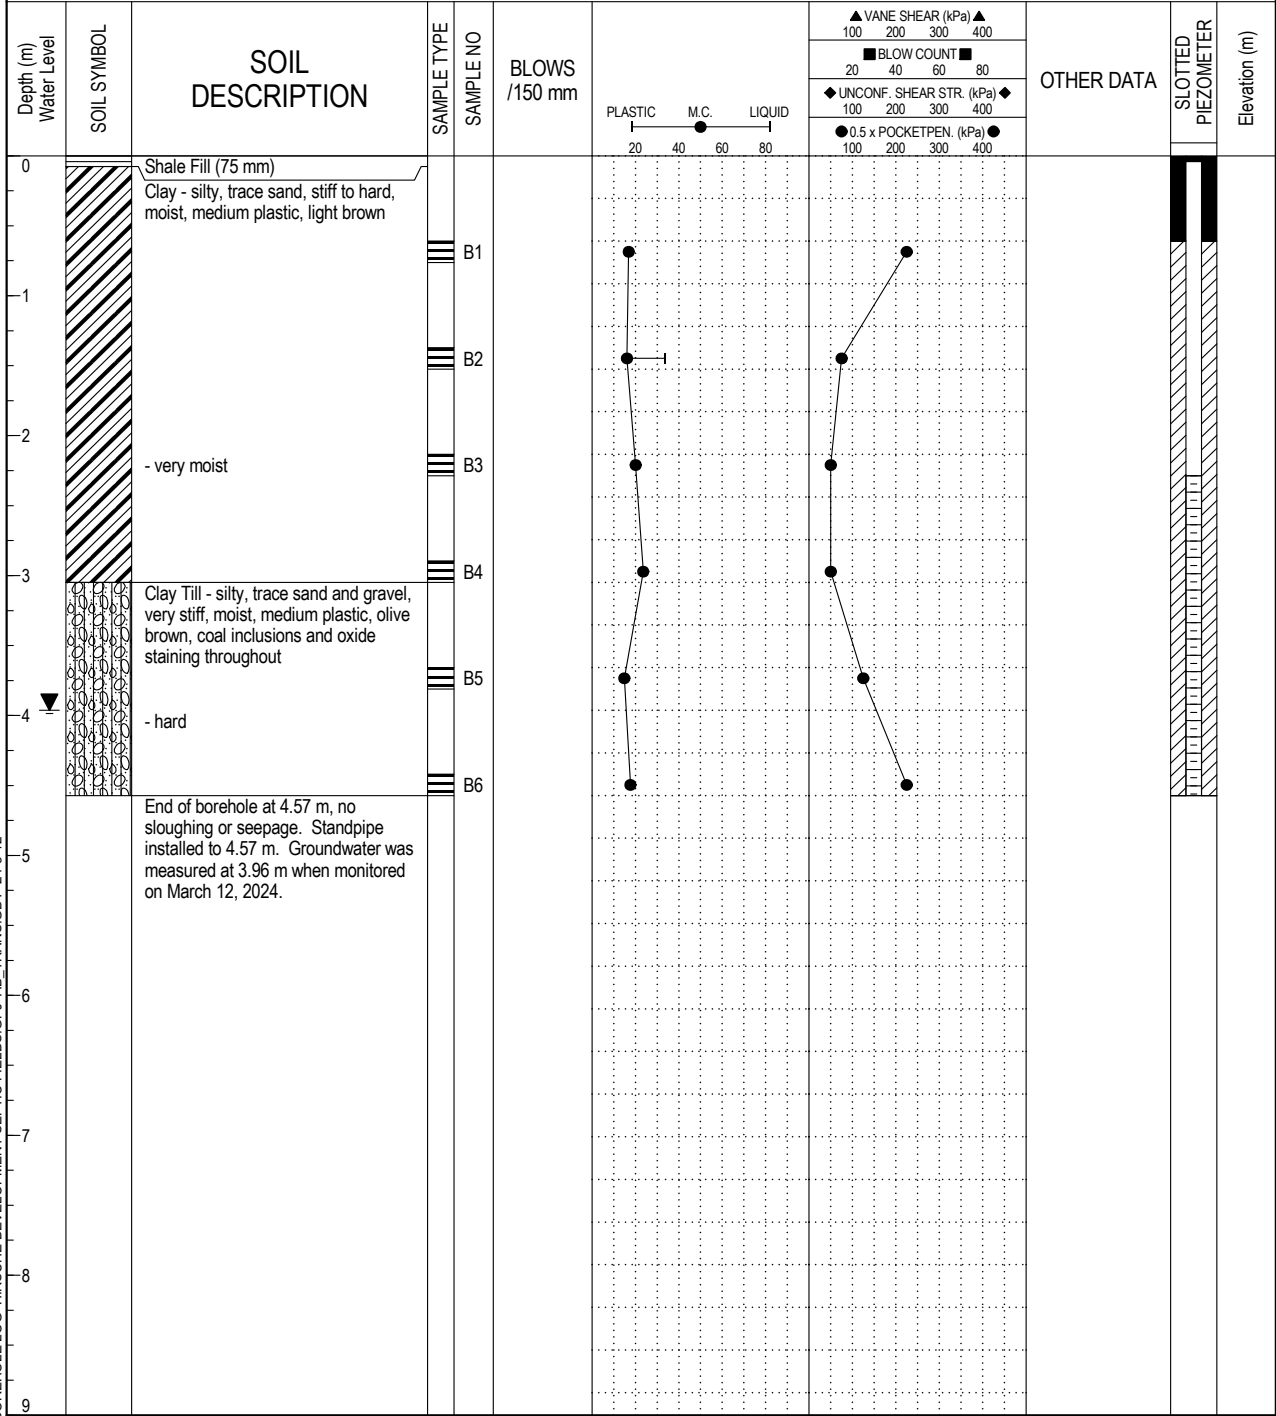 Depth (m)
Water Level
SOIL SYMBOL
SOIL
DESCRIPTION
SAMPLE TYPE
SAMPLE NO
BLOWS
/150 mm
PLASTIC M.C. LIQUID
20 40 60 80
▲ VANE SHEAR (kPa) ▲
100 200 300 400
■ BLOW COUNT ■
20 40 60 80
◆ UNCONF. SHEAR STR. (kPa) ◆
100 200 300 400
● 0.5 x POCKETPEN. (kPa) ●
100 200 300 400
OTHER DATA
SLOTTED
PIEZOMETER
Elevation (m)
0
Shale Fill (75 mm)
Clay - silty, trace sand, stiff to hard,
moist, medium plastic, light brown
B1
1
B2
2
- very moist
B3
B4
3
Clay Till - silty, trace sand and gravel,
very stiff, moist, medium plastic, olive
brown, coal inclusions and oxide
staining throughout
B5
4
- hard
B6
End of borehole at 4.57 m, no
sloughing or seepage. Standpipe
installed to 4.57 m. Groundwater was
measured at 3.96 m when monitored
on March 12, 2024.
5
6
7
8
9